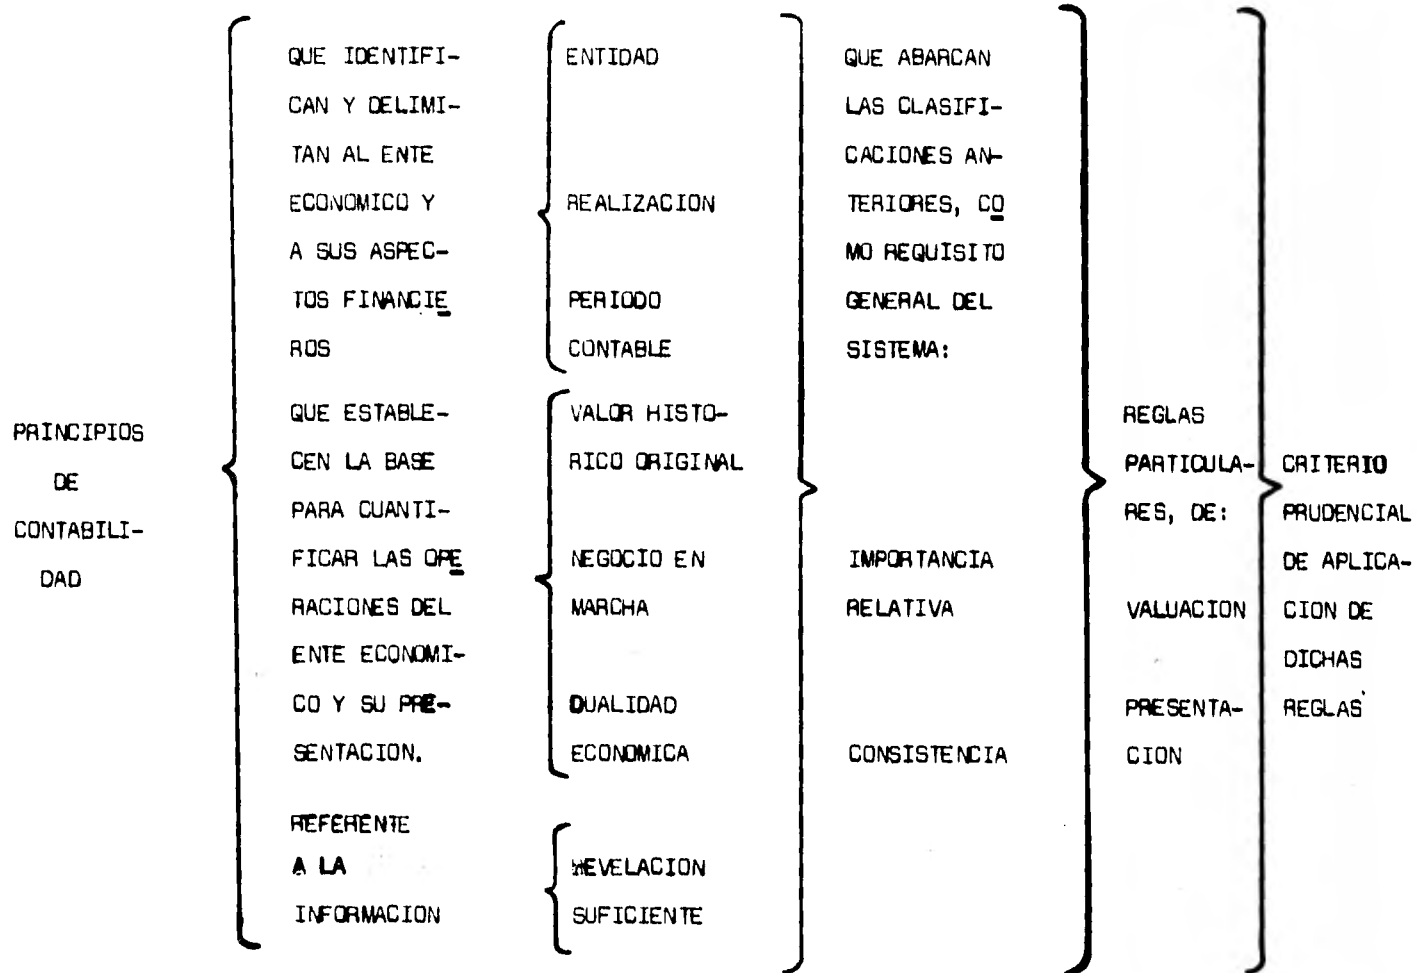 PRINCIPIOS
DE
CONTABILI-
DAD
QUE IDENTIFI-
CAN Y DELIMI-
TAN AL ENTE
ECONOMICO Y
A SUS ASPEC-
TOS FINANCIE
ROS
ENTIDAD
REALIZACION
PERIODO
CONTABLE
QUE ESTABLE-
CEN LA BASE
PARA CUANTI-
FICAR LAS OPE
RACIONES DEL
ENTE ECONOMI-
CO Y SU PRE-
SENTACION.
VALOR HISTO-
RICO ORIGINAL
NEGOCIO EN
MARCHA
DUALIDAD
ECONOMICA
REFERENTE
A LA
INFORMACION
REVELACION
SUFICIENTE
QUE ABARCAN
LAS CLASIFI-
CACIONES AN-
TERIORES, CO
MO REQUISITO
GENERAL DEL
SISTEMA:
IMPORTANCIA
RELATIVA
CONSISTENCIA
REGLAS
PARTICULA-
RES, DE:
VALUACION
PRESENTA-
CION
CRITERIO
PRUDENCIAL
DE APLICA-
CION DE
DICHAS
REGLAS